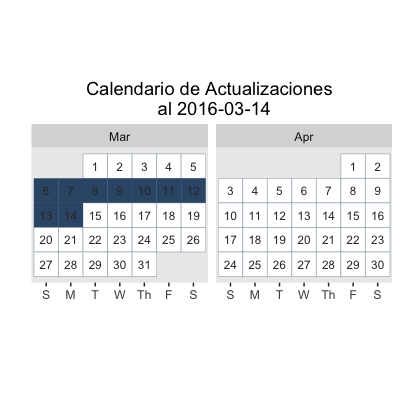 Calendario de Actualizaciones
al 2016-03-14
Mar
1 2 3 4 5
6 7 8 9 10 11 12
13 14 15 16 17 18 19
20 21 22 23 24 25 26
27 28 29 30 31
S M T W Th F S
Apr
1 2
3 4 5 6 7 8 9
10 11 12 13 14 15 16
17 18 19 20 21 22 23
24 25 26 27 28 29 30
S M T W Th F S